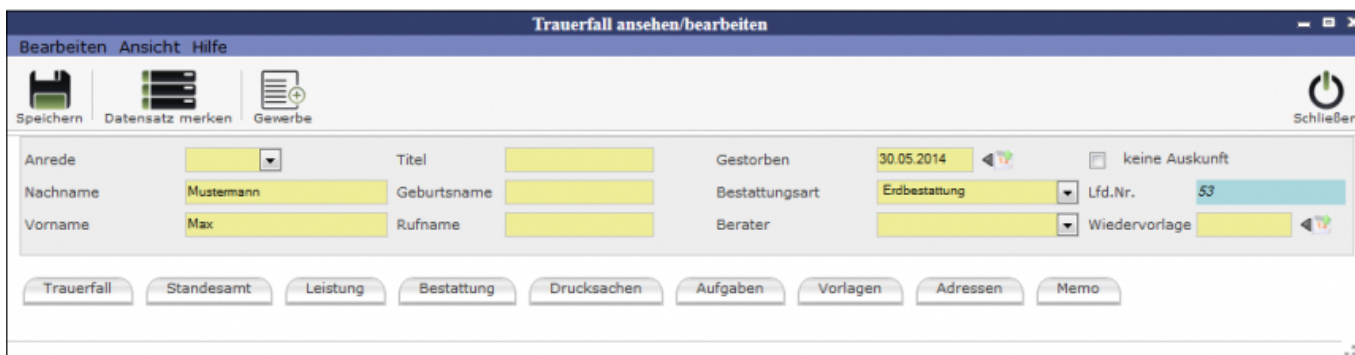 Trauerfall ansehen/bearbeiten
Bearbeiten Ansicht Hilfe
Speichern Datensatz merken Gewerbe Schließen
Anrede Titel Gestorben 30.05.2014 keine Auskunft
Nachname Mustermann Geburtsname Bestattungsart Erdbestattung Lfd.Nr. 53
Vorname Max Rufname Berater Wiedervorlage
Trauerfall Standesamt Leistung Bestattung Drucksachen Aufgaben Vorlagen Adressen Memo